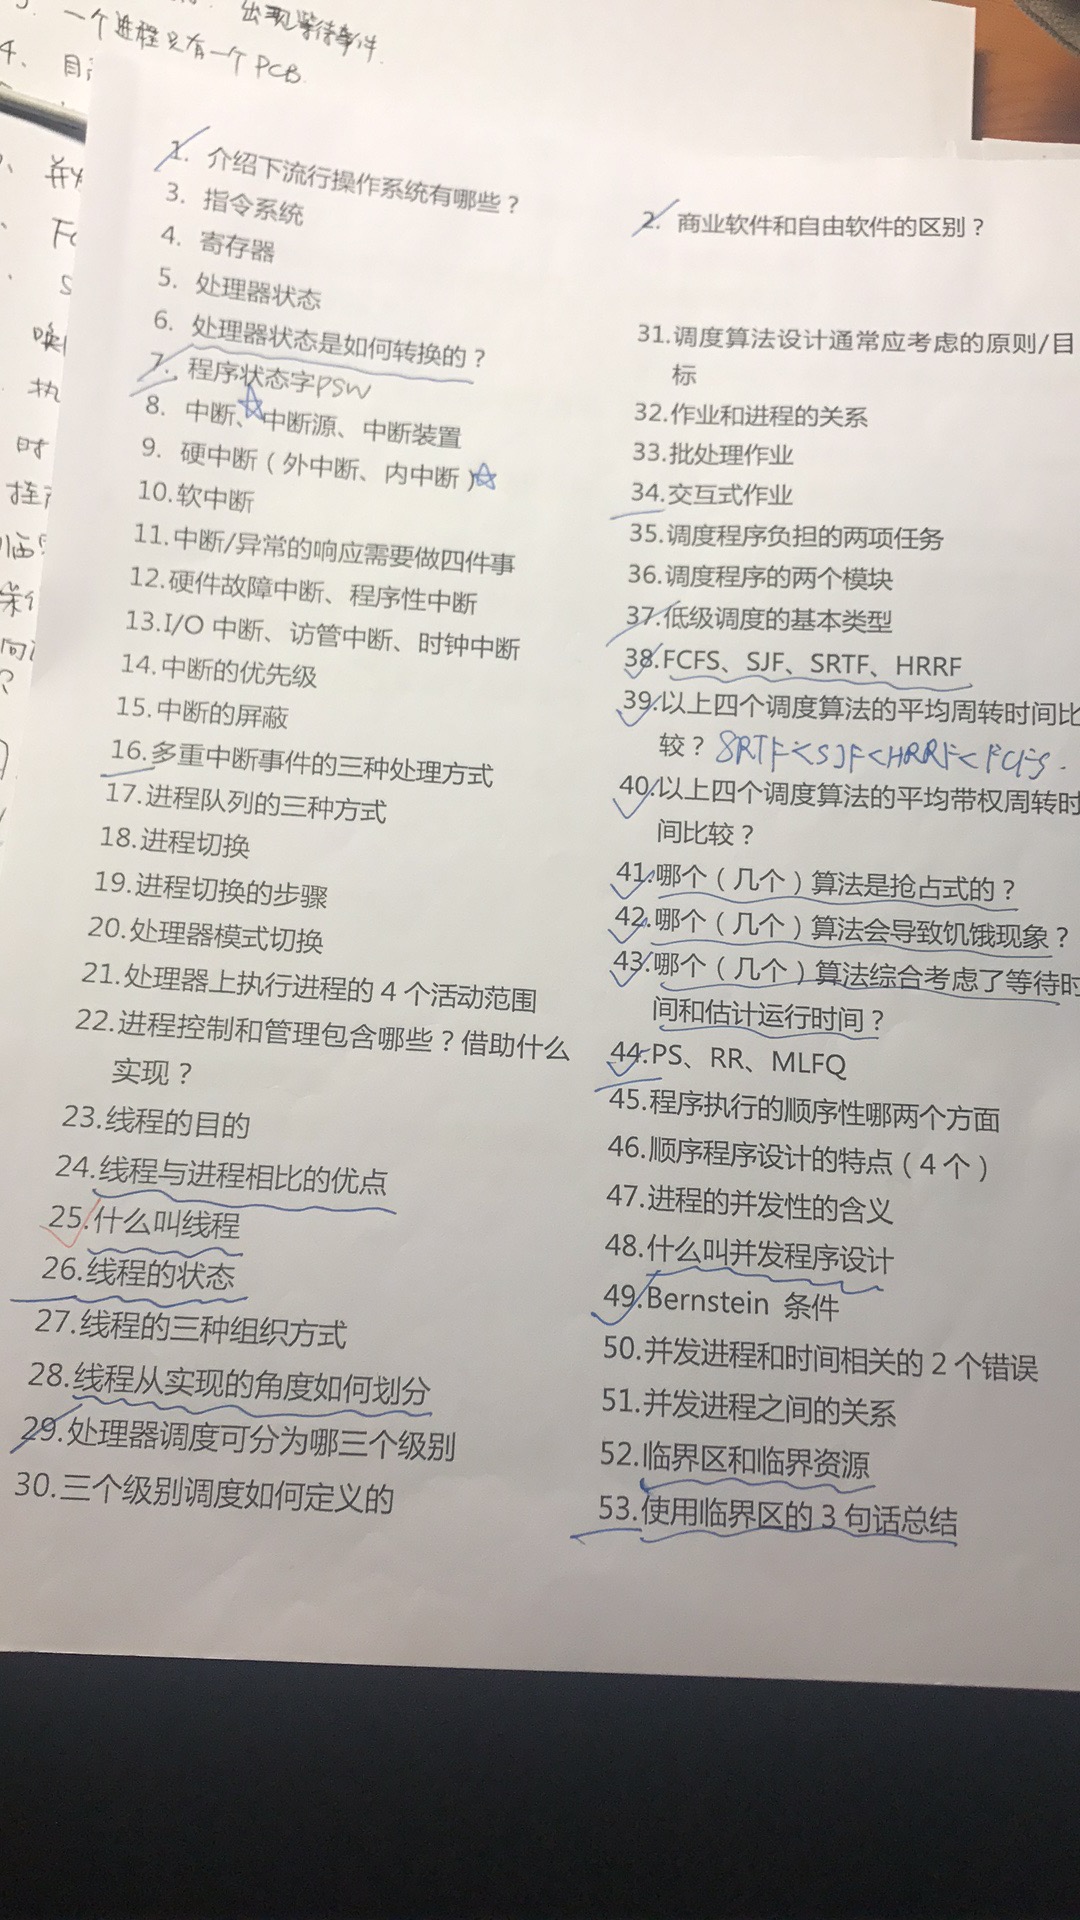 出现等待事件.
一个进程只有一个PCB.
4、
1. 介绍下流行操作系统有哪些？
3. 指令系统
4. 寄存器
5. 处理器状态
6. 处理器状态是如何转换的？
7. 程序状态字PSW
8. 中断、中断源、中断装置
9. 硬中断（外中断、内中断）
10.软中断
11.中断/异常的响应需要做四件事
12.硬件故障中断、程序性中断
13.I/O 中断、访管中断、时钟中断
14.中断的优先级
15.中断的屏蔽
16.多重中断事件的三种处理方式
17.进程队列的三种方式
18.进程切换
19.进程切换的步骤
20.处理器模式切换
21.处理器上执行进程的 4 个活动范围
22.进程控制和管理包含哪些？借助什么
实现？
23.线程的目的
24.线程与进程相比的优点
25.什么叫线程
26.线程的状态
27.线程的三种组织方式
28.线程从实现的角度如何划分
29.处理器调度可分为哪三个级别
30.三个级别调度如何定义的
2. 商业软件和自由软件的区别？
31.调度算法设计通常应考虑的原则/目
标
32.作业和进程的关系
33.批处理作业
34.交互式作业
35.调度程序负担的两项任务
36.调度程序的两个模块
37.低级调度的基本类型
38.FCFS、SJF、SRTF、HRRF
39.以上四个调度算法的平均周转时间比
较？ SRTF<SJF<HRRF<FCFS.
40.以上四个调度算法的平均带权周转时
间比较？
41.哪个（几个）算法是抢占式的？
42.哪个（几个）算法会导致饥饿现象？
43.哪个（几个）算法综合考虑了等待时
间和估计运行时间？
44.PS、RR、MLFQ
45.程序执行的顺序性哪两个方面
46.顺序程序设计的特点（4 个）
47.进程的并发性的含义
48.什么叫并发程序设计
49.Bernstein 条件
50.并发进程和时间相关的 2 个错误
51.并发进程之间的关系
52.临界区和临界资源
53.使用临界区的 3 句话总结